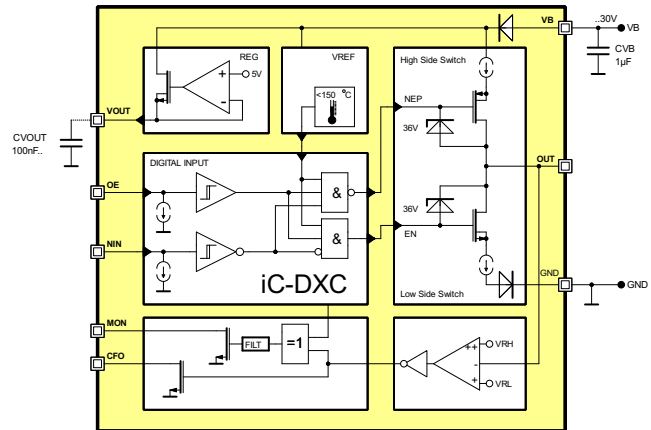 ..30V
VB
VB
CVB
1µF
REG
VREF
High Side Switch
+
5V
-
<150 °C
NEP
VOUT
36V
CVOUT
100nF..
DIGITAL INPUT
OUT
OE
&
36V
NIN
&
EN
iC-DXC
GND
GND
Low Side Switch
MON
FILT
=1
++
VRH
-
CFO
+
VRL